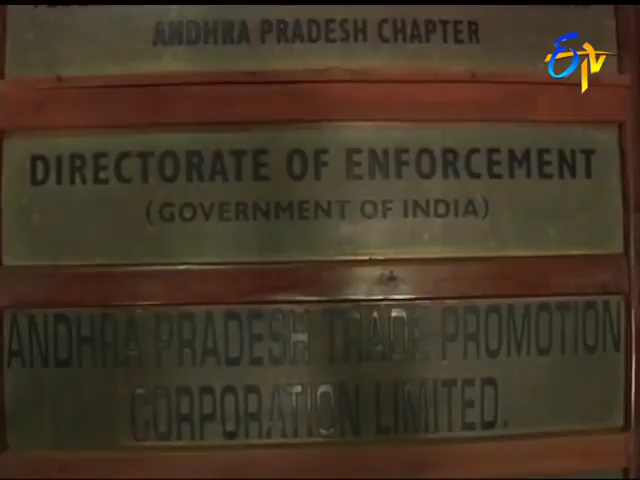 ANDHRA PRADESH CHAPTER
ETV
DIRECTORATE OF ENFORCEMENT
(GOVERNMENT OF INDIA)
ANDHRA PRADESH TRADE PROMOTION
CORPORATION LIMITED.